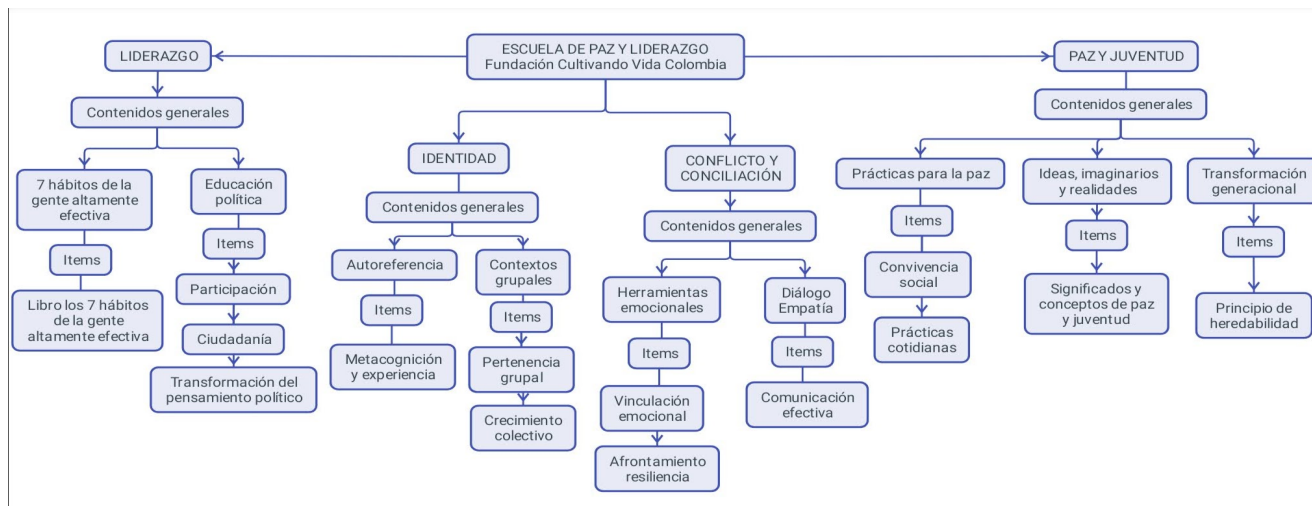 ESCUELA DE PAZ Y LIDERAZGO
Fundación Cultivando Vida Colombia
LIDERAZGO
Contenidos generales
7 hábitos de la
gente altamente
efectiva
Items
Libro los 7 hábitos
de la gente
altamente efectiva
Educación
política
Items
Participación
Ciudadanía
Transformación del
pensamiento político
IDENTIDAD
Contenidos generales
Autoreferencia
Items
Metacognición
y experiencia
Contextos
grupales
Items
Pertenencia
grupal
Crecimiento
colectivo
CONFLICTO Y
CONCILIACIÓN
Contenidos generales
Herramientas
emocionales
Items
Vinculación
emocional
Afrontamiento
resiliencia
Diálogo
Empatía
Items
Comunicación
efectiva
PAZ Y JUVENTUD
Contenidos generales
Prácticas para la paz
Items
Convivencia
social
Prácticas
cotidianas
Ideas, imaginarios
y realidades
Items
Significados y
conceptos de paz
y juventud
Transformación
generacional
Items
Principio de
heredabilidad